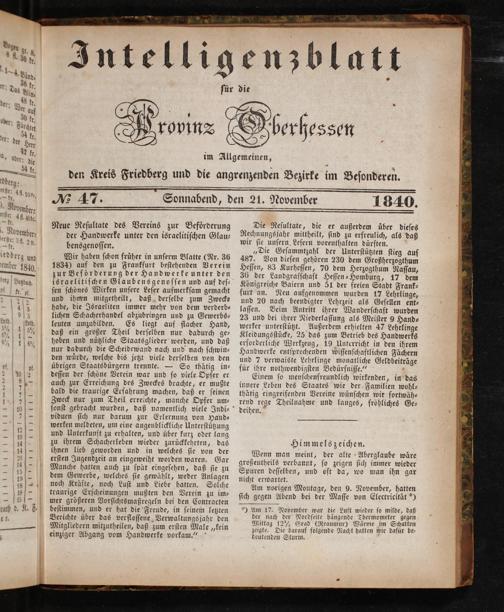 Intelligenzblatt
für die
Provinz Oberhessen
im Allgemeinen,
den Kreis Friedberg und die angrenzenden Bezirke im Besonderen.
№ 47. Sonnabend, den 21. November 1840.
Neue Resultate des Vereins zur Beförderung
der Handwerke unter den israelitischen Glau-
bensgenossen.
Wir haben schon früher in unserm Blatte (Nr. 36
1834) auf den zu Frankfurt bestehenden Verein
zur Beförderung der Handwerke unter den
israelitischen Glaubensgenossen und auf des-
sen schönes Wirken unsre Leser aufmerksam gemacht
und ihnen mitgetheilt, daß derselbe zum Zwecke
habe, die Israeliten immer mehr von dem verderb-
lichen Schacherhandel abzubringen und zu Gewerbs-
leuten auszubilden. Es liegt auf flacher Hand,
daß ein großer Theil derselben nur dadurch ge-
hoben und nützliche Staatsglieder werden, und daß
nur dadurch die Scheidwand nach und nach schwin-
den würde, welche bis jetzt viele derselben von den
übrigen Staatsbürgern trennte. — So thätig in-
dessen der schöne Verein war und so viele Opfer er
auch zur Erreichung des Zweckes brachte, er mußte
bald die traurige Erfahrung machen, daß er seinen
Zweck nur zum Theil erreichte, manche Opfer um-
sonst gebracht wurden, daß namentlich viele Indi-
viduen sich nur darum zur Erlernung von Hand-
werken meldeten, um eine augenblickliche Unterstützung
und Unterkunft zu erhalten, und über kurz oder lang
zu ihrem Schacherleben wieder zurückkehrten, das
ihnen lieb geworden und in welches sie von der
ersten Jugendzeit an eingeweiht worden waren. Gar
Manche hatten auch zu spät eingesehen, daß sie zu
dem Gewerbe, welches sie gewählt, weder Anlagen
noch Kräfte, noch Lust und Liebe hatten. Solche
traurige Erscheinungen mußten den Verein zu im-
mer größeren Vorsichtsmaasregeln bei den Contracten
bestimmen, und er hat die Freude, in seinem letzten
Berichte über das verflossene Verwaltungsjahr den
Mitgliedern mitzutheilen, daß zum ersten Male „kein
einziger Abgang vom Handwerke vorkam.“
Die Resultate, die er außerdem über dieses
Rechnungsjahr mittheilt, sind zu erfreulich, als daß
wir sie unsern Lesern vorenthalten dürften.
„Die Gesammtzahl der Unterstützten stieg auf
487. Von diesen gehören 230 dem Großherzogthum
Hessen, 83 Kurhessen, 70 dem Herzogthum Nassau,
36 der Landgrafschaft Hessen-Homburg, 17 dem
Königreiche Baiern und 51 der freien Stadt Frank-
furt an. Neu aufgenommen wurden 17 Lehrlinge,
und 20 nach beendigter Lehrzeit als Gesellen ent-
lassen. Beim Antritt ihrer Wanderschaft wurden
23 und bei ihrer Niederlassung als Meister 9 Hand-
werker unterstützt. Außerdem erhielten 47 Lehrlinge
Kleidungsstücke, 25 das zum Betrieb des Handwerks
erforderliche Werkzeug, 19 Unterricht in den ihrem
Handwerke entsprechenden wissenschaftlichen Fächern
und 7 verwaiste Lehrlinge monatliche Geldbeiträge
für ihre nothwendigsten Bedürfnisse.“
Einem so menschenfreundlich wirkenden, in das
innere Leben des Staates wie der Familien wohl-
thätig eingreifenden Vereine wünschen wir fortwäh-
rend rege Theilnahme und langes, fröhliches Ge-
deihen.
Himmelszeichen.
Wenn man meint, der alte Aberglaube wäre
großentheils verbannt, so zeigen sich immer wieder
Spuren desselben, und oft da, wo man ihn gar
nicht erwartet.
Am vorigen Montage, den 9. November, hatten
sich gegen Abend bei der Masse von Electricität *)
*) Am 17. November war die Luft wieder so milde, daß
der nach der Nordseite hängende Thermometer gegen
Mittag 12½ Grad (Reaumur) Wärme im Schatten
zeigte. Die darauf folgende Nacht hatten wir dafür be-
deutenden Sturm.